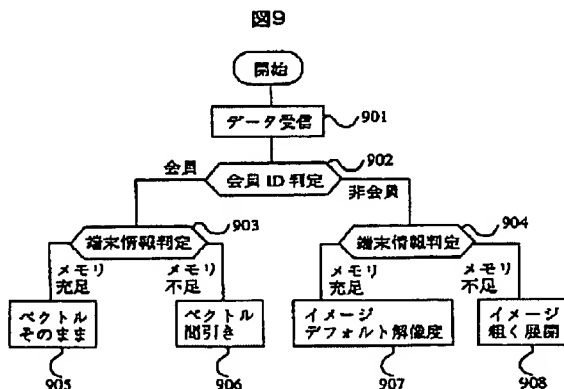 図9
開始
データ受信
901
902
会員
会員ID判定
非会員
903
904
端末情報判定
端末情報判定
メモリ
充足
メモリ
不足
メモリ
充足
メモリ
不足
ベクトル
そのまま
ベクトル
間引き
イメージ
デフォルト解像度
イメージ
粗く展開
905
906
907
908